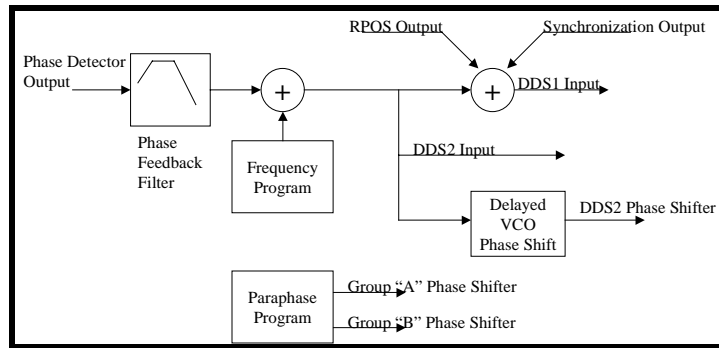 RPOS Output
Synchronization Output
Phase Detector
Output
+
+
DDS1 Input
Phase
Feedback
Filter
Frequency
Program
DDS2 Input
Delayed
VCO
Phase Shift
DDS2 Phase Shifter
Paraphase
Program
Group “A” Phase Shifter
Group “B” Phase Shifter